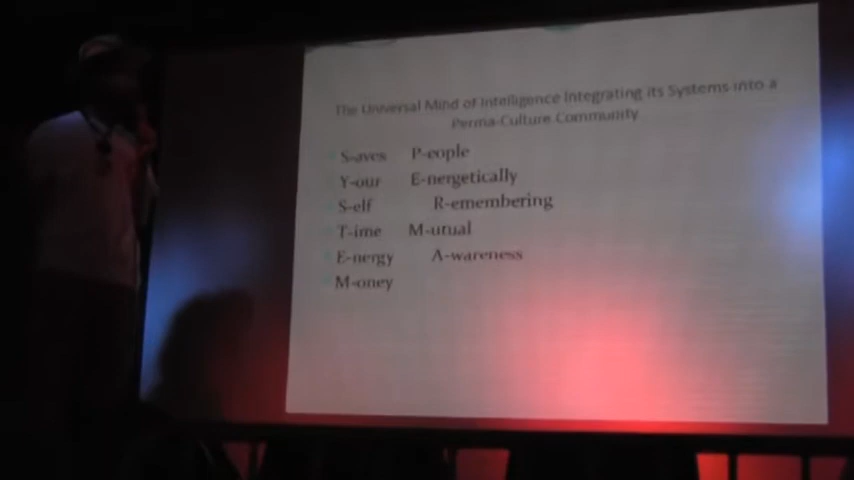 The Universal Mind of Intelligence Integrating its Systems into a
Perma-Culture Community
S-aves P-eople
Y-our E-nergetically
S-elf R-emembering
T-ime M-utual
E-nergy A-wareness
M-oney